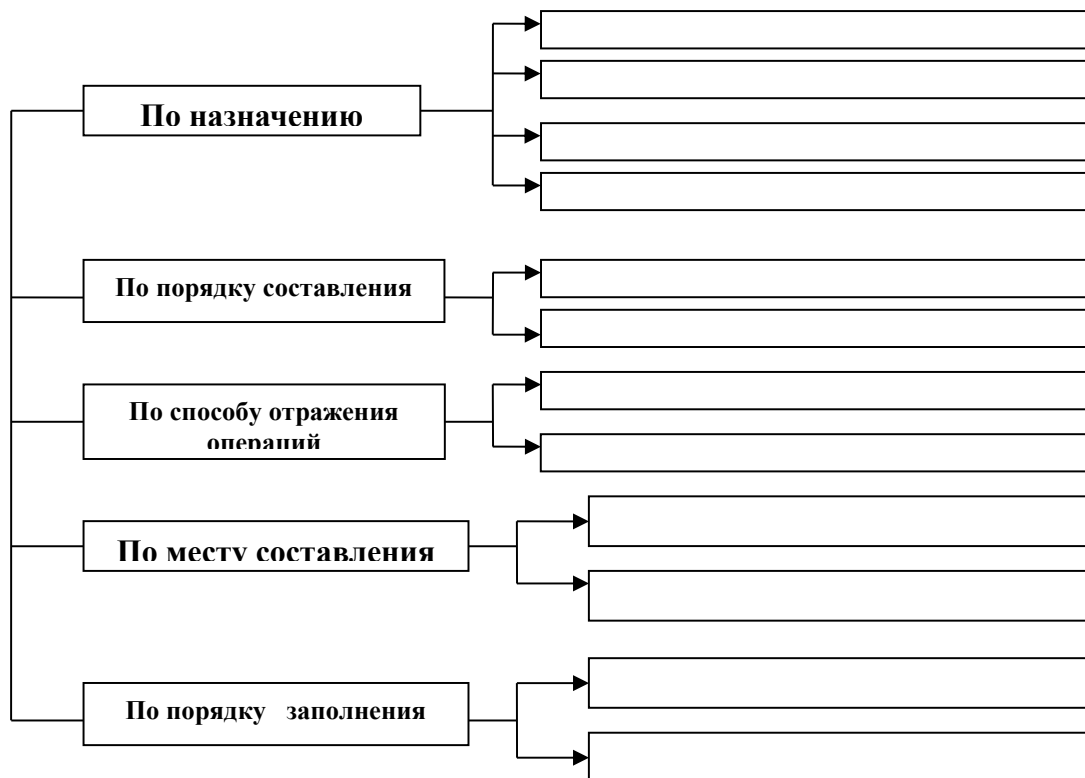 По назначению
По порядку составления
По способу отражения
операций
По месту составления
По порядку заполнения